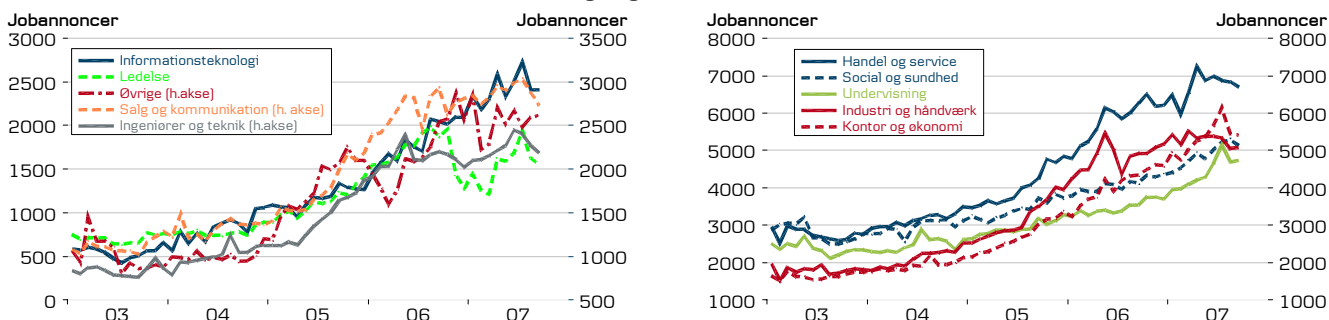 Jobannoncer Jobannoncer
3000 3500
Informationsteknologi
Ledelse
Øvrige (h.akse)
Salg og kommunikation (h. akse)
Ingeniører og teknik (h.akse)
2500 3000
2000 2500
1500 2000
1000 1500
500 1000
0 500
03 04 05 06 07
Jobannoncer Jobannoncer
8000 8000
Handel og service
Social og sundhed
Undervisning
Industri og håndværk
Kontor og økonomi
7000 7000
6000 6000
5000 5000
4000 4000
3000 3000
2000 2000
1000 1000
03 04 05 06 07